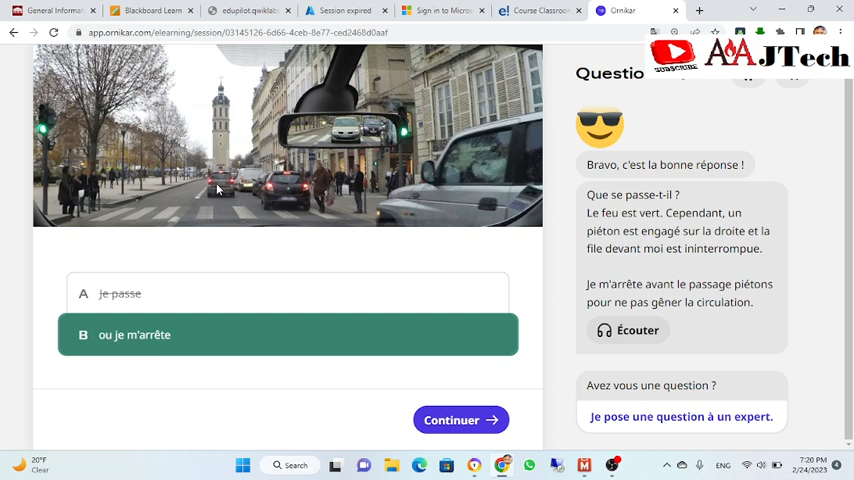 General Informat
Blackboard Learn
edupilot.qwiklab
Session expired
Sign in to Micros
Course Classroom
Ornikar
app.ornikar.com/elearning/session/03145126-6d66-4ceb-8e77-ced2468d0aaf
SUBSCRIBE
AAJTech
Questio
Bravo, c'est la bonne réponse !
Que se passe-t-il ?
Le feu est vert. Cependant, un
piéton est engagé sur la droite et la
file devant moi est ininterrompue.
Je m'arrête avant le passage piétons
pour ne pas gêner la circulation.
Écouter
A Je passe
B ou je m'arrête
Continuer
Avez vous une question ?
Je pose une question à un expert.
20°F
Clear
Search
ENG
7:20 PM
2/24/2023